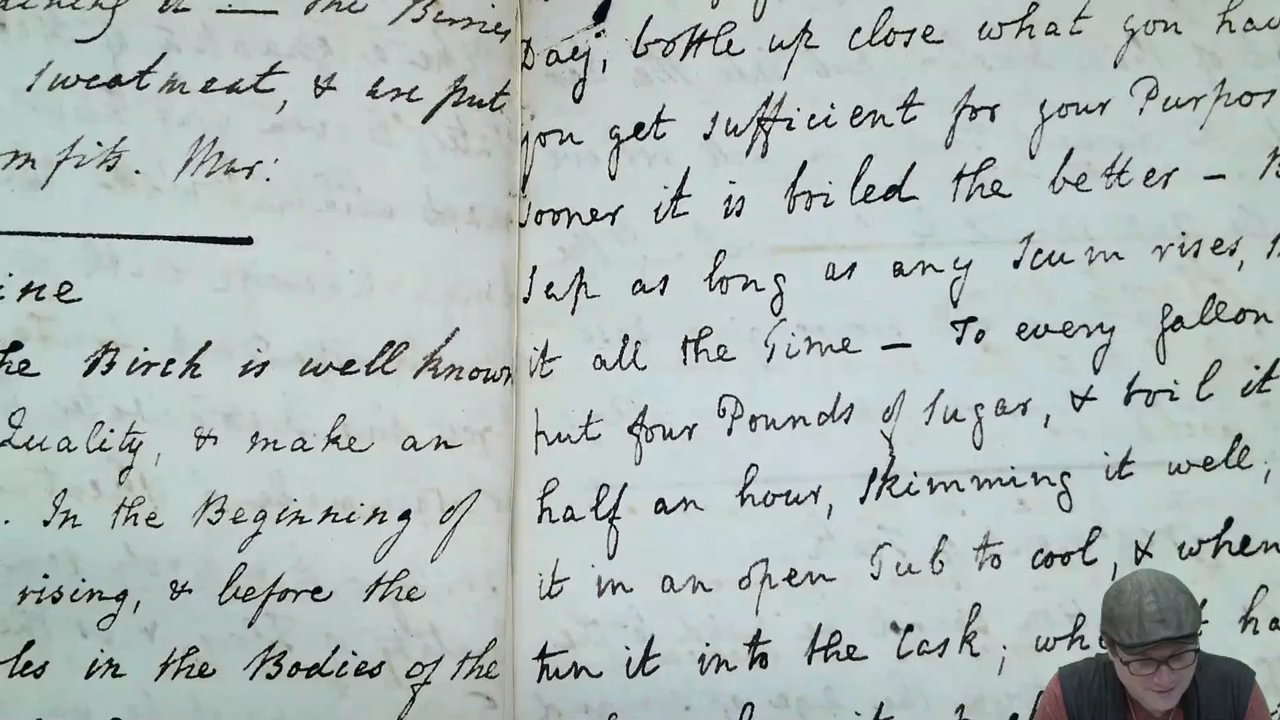 it — the Berries
sweatmeat, & are put
mfits. Mar:
ine
he Birch is well known
Quality, & make an
. In the Beginning of
rising, & before the
les in the Bodies of the
Day, bottle up close what you hav
you get sufficient for your Purpos
sooner it is boiled the better – B
Sap as long as any Scum rises, s
it all the Time – To every Gallon
put four Pounds of Sugar, & boil it
half an hour, skimming it well;
it in an open Tub to cool, & when
tun it into the Cask; whe t ha